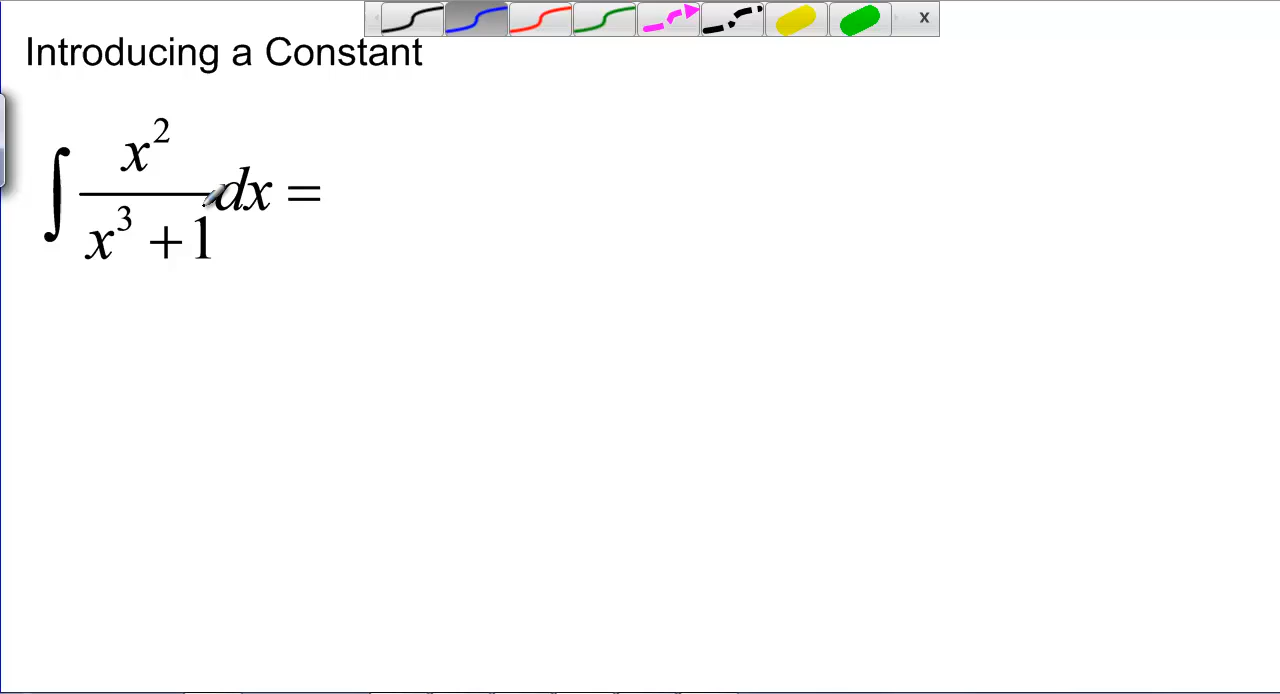 x
Introducing a Constant
∫ x² / (x³ + 1) dx =